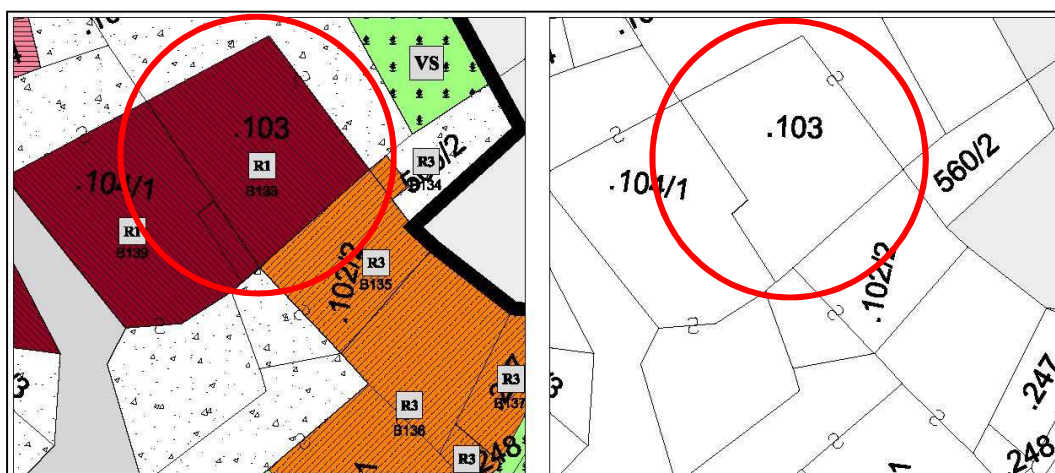 VS
.103
R1
B133
R3
B134
.104/1
R1
B139
R3
B135
.102/2
R3
B136
R3
B137
R3
248
.103
.104/1
560/2
.102/2
.247
248
1